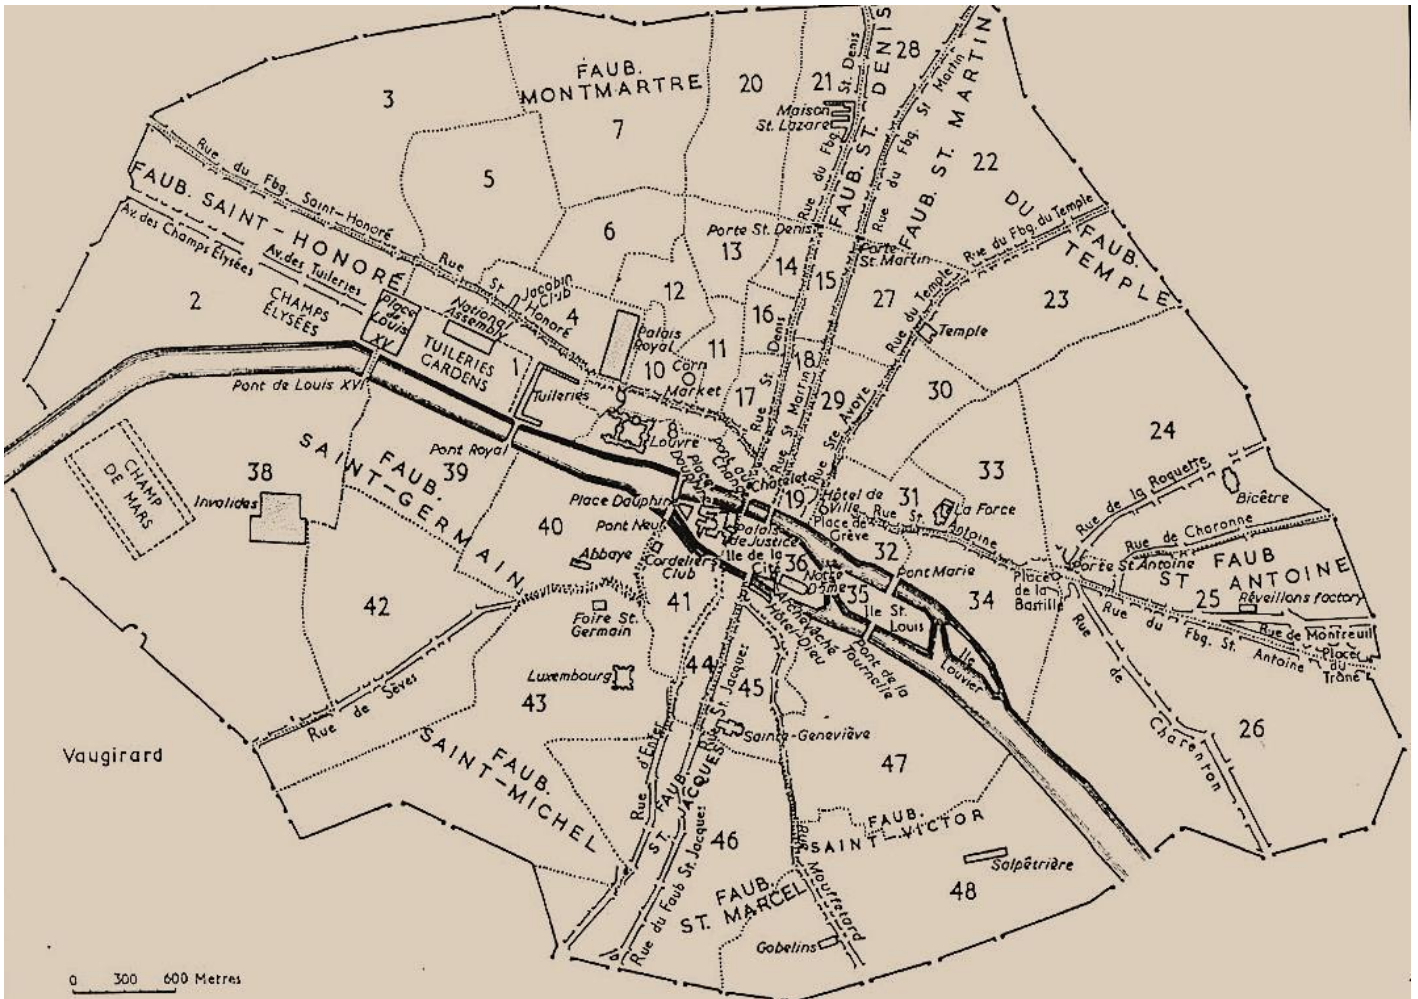 FAUB.
MONTMARTRE
3
7
20
21
28
5
22
Rue du Fbg. St. Denis
FAUB. ST. DENIS
Rue du Fbg. St Martin
FAUB. ST. MARTIN
Maison
St. Lazare
Rue du Fbg. Saint-Honoré
FAUB. SAINT-HONORÉ
Av. des Champs Élysées
Av. des Tuileries
CHAMPS
ÉLYSÉES
2
Rue St Honoré
Jacobin
Club
4
6
Place
de
Louis
XV
National
Assembly
TUILERIES
GARDENS
1
Tuileries
Porte St. Denis
13
14
15
Porte
St. Martin
27
DU
FAUB.
TEMPLE
Rue du Fbg. du Temple
Rue du Temple
23
Temple
12
16
11
Palais
Royal
10
Corn
Market
17
18
29
30
Rue St. Denis
Rue St Martin
Rue Ste Avoye
9
8
Louvre
Pont de Louis XVI
Pont Royal
CHAMP
DE MARS
38
Invalides
FAUB.
SAINT-GERMAIN
39
40
Place Dauphin
Place Dauphin
Pont au
Change
Chatelet
19
Hôtel de
Ville
Place de
Grève
31
La Force
Rue St. Antoine
33
24
Rue de la Roquette
Bicêtre
Rue de Charonne
Porte St Antoine
FAUB
ST ANTOINE
25
Réveillons factory
Rue de Montreuil
Place
du
Trône
Rue du Fbg. St. Antoine
Place
de la
Bastille
Rue de Charenton
26
Pont Neuf
Palais
de Justice
Ile de la
Cité
36
Notre
Dame
35
32
Pont Marie
34
Ile St.
Louis
Ile
Louvier
Abbaye
Cordeliers
Club
41
Archevêché
Hôtel-Dieu
Pont de la
Tournelle
42
Foire St.
Germain
Luxembourg
43
44
45
Rue St. Jacques
Sainte-Geneviève
47
Rue de Sèves
Vaugirard
FAUB.
SAINT-MICHEL
Rue d'Enfer
FAUB.
ST. JACQUES
46
Rue du Faub St. Jacques
FAUB.
ST. MARCEL
Rue Mouffetard
FAUB.
SAINT-VICTOR
Salpêtrière
48
Gobelins
0 300 600 Metres